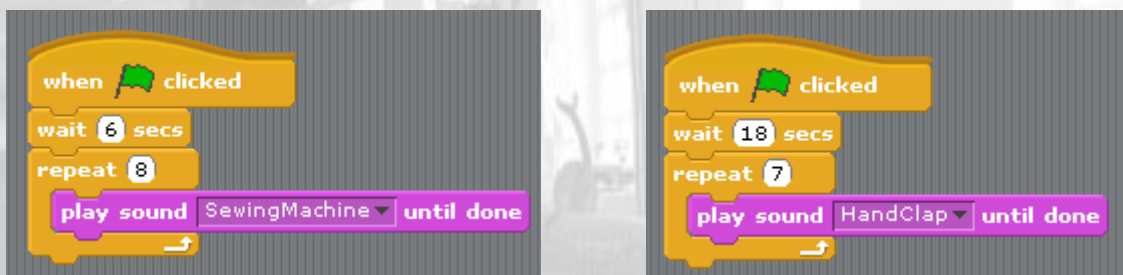 when clicked
wait 6 secs
repeat 8
play sound SewingMachine until done
when clicked
wait 18 secs
repeat 7
play sound HandClap until done